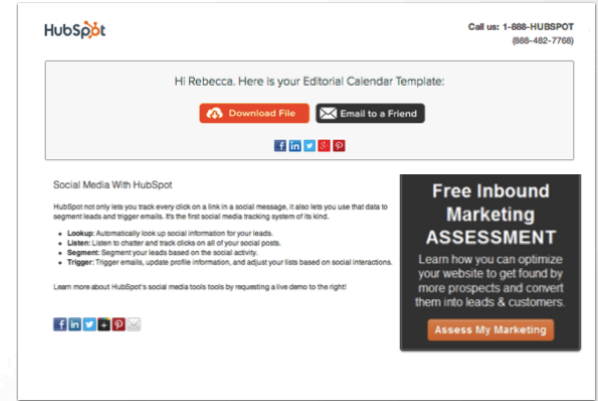 HubSpot
Call us: 1-888-HUBSPOT
(888-482-7768)
Hi Rebecca. Here is your Editorial Calendar Template:
Download File
Email to a Friend
Social Media With HubSpot
HubSpot not only lets you track every click on a link in a social message, it also lets you use that data to
segment leads and trigger emails. It's the first social media tracking system of its kind.
• Lookup: Automatically look up social information for your leads.
• Listen: Listen to chatter and track clicks on all of your social posts.
• Segment: Segment your leads based on the social activity.
• Trigger: Trigger emails, update profile information, and adjust your lists based on social interactions.
Learn more about HubSpot's social media tools tools by requesting a live demo to the right!
Free Inbound
Marketing
ASSESSMENT
Learn how you can optimize
your website to get found by
more prospects and convert
them into leads & customers.
Assess My Marketing